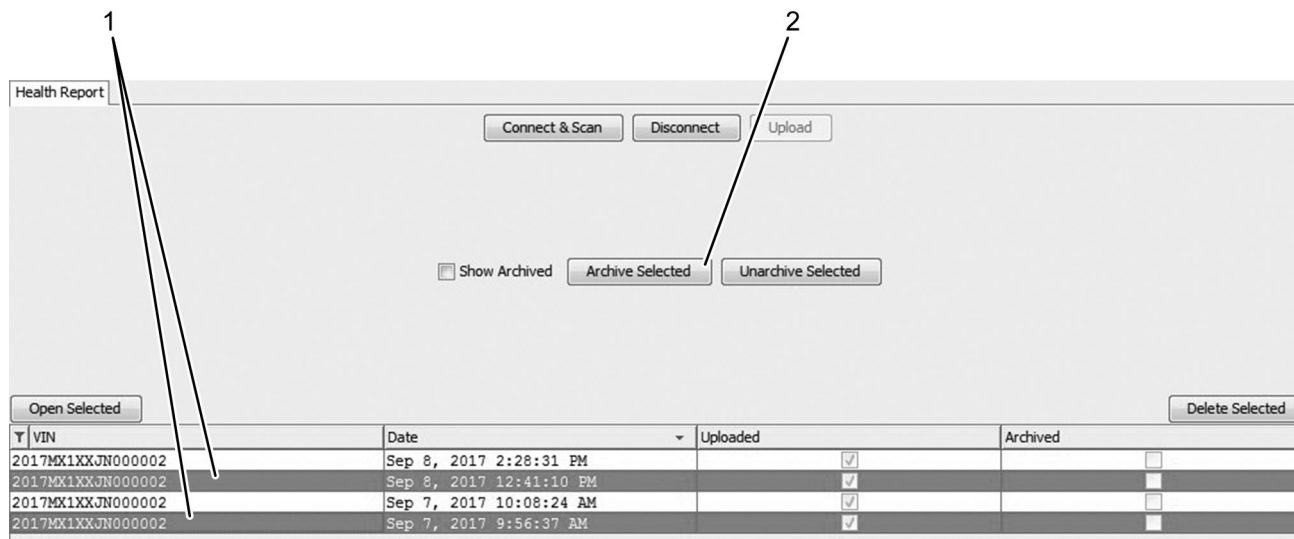 1 2
Health Report
Connect & Scan Disconnect Upload
Show Archived Archive Selected Unarchive Selected
Open Selected Delete Selected
VIN Date Uploaded Archived
2017MX1XXJN000002 Sep 8, 2017 2:28:31 PM
2017MX1XXJN000002 Sep 8, 2017 12:41:10 PM
2017MX1XXJN000002 Sep 7, 2017 10:08:24 AM
2017MX1XXJN000002 Sep 7, 2017 9:56:37 AM